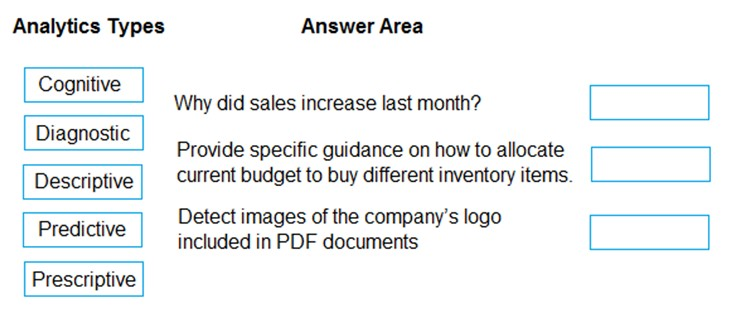 Analytics Types
Answer Area
Cognitive
Diagnostic
Descriptive
Predictive
Prescriptive
Why did sales increase last month?
Provide specific guidance on how to allocate
current budget to buy different inventory items.
Detect images of the company's logo
included in PDF documents